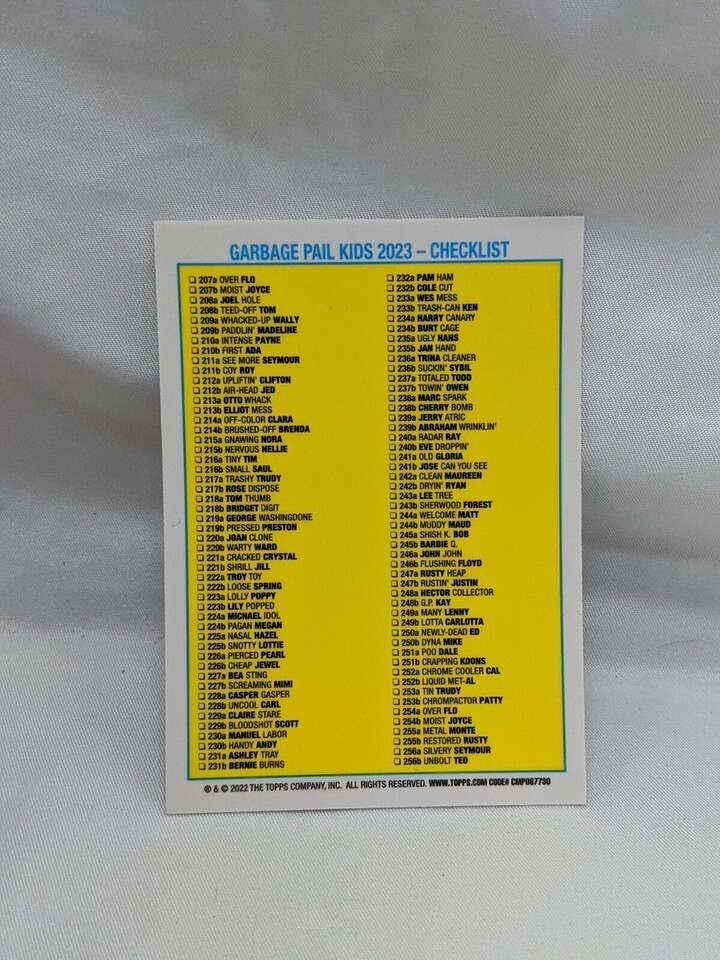 GARBAGE PAIL KIDS 2023 – CHECKLIST
207a OVER FLO
207b MOIST JOYCE
208a JOEL HOLE
208b TEED-OFF TOM
209a WHACKED-UP WALLY
209b PADDLIN' MADELINE
210a INTENSE PAYNE
210b FIRST ADA
211a SEE MORE SEYMOUR
211b COY ROY
212a UPLIFTIN' CLIFTON
212b AIR-HEAD JED
213a OTTO WHACK
213b ELLIOT MESS
214a OFF-COLOR CLARA
214b BRUSHED-OFF BRENDA
215a GNAWING NORA
215b NERVOUS NELLIE
216a TINY TIM
216b SMALL SAUL
217a TRASHY TRUDY
217b ROSE DISPOSE
218a TOM THUMB
218b BRIDGET DIGIT
219a GEORGE WASHINGDONE
219b PRESSED PRESTON
220a JOAN CLONE
220b WARTY WARD
221a CRACKED CRYSTAL
221b SHRILL JILL
222a TROY TOY
222b LOOSE SPRING
223a LOLLY POPPY
223b LILY POPPED
224a MICHAEL IDOL
224b PAGAN MEGAN
225a NASAL HAZEL
225b SNOTTY LOTTIE
226a PIERCED PEARL
226b CHEAP JEWEL
227a BEA STING
227b SCREAMING MIMI
228a CASPER GASPER
228b UNCOOL CARL
229a CLAIRE STARE
229b BLOODSHOT SCOTT
230a MANUEL LABOR
230b HANDY ANDY
231a ASHLEY TRAY
231b BERNIE BURNS
232a PAM HAM
232b COLE CUT
233a WES MESS
233b TRASH-CAN KEN
234a HARRY CANARY
234b BURT CAGE
235a UGLY HANS
235b JAN HAND
236a TRINA CLEANER
236b SUCKIN' SYBIL
237a TOTALED TODD
237b TOWIN' OWEN
238a MARC SPARK
238b CHERRY BOMB
239a JERRY ATRIC
239b ABRAHAM WRINKLIN'
240a RADAR RAY
240b EVE DROPPIN'
241a OLD GLORIA
241b JOSE CAN YOU SEE
242a CLEAN MAUREEN
242b DRYIN' RYAN
243a LEE TREE
243b SHERWOOD FOREST
244a WELCOME MATT
244b MUDDY MAUD
245a SHISH K. BOB
245b BARBIE Q.
246a JOHN JOHN
246b FLUSHING FLOYD
247a RUSTY HEAP
247b RUSTIN' JUSTIN
248a HECTOR COLLECTOR
248b G.P. KAY
249a MANY LENNY
249b LOTTA CARLOTTA
250a NEWLY-DEAD ED
250b DYNA MIKE
251a POO DALE
251b CRAPPING KOONS
252a CHROME COOLER CAL
252b LIQUID MET-AL
253a TIN TRUDY
253b CHROMPACTOR PATTY
254a OVER FLO
254b MOIST JOYCE
255a METAL MONTE
255b RESTORED RUSTY
256a SILVERY SEYMOUR
256b UNBOLT TED
® & © 2022 THE TOPPS COMPANY, INC. ALL RIGHTS RESERVED. WWW.TOPPS.COM CODE# CMP067730